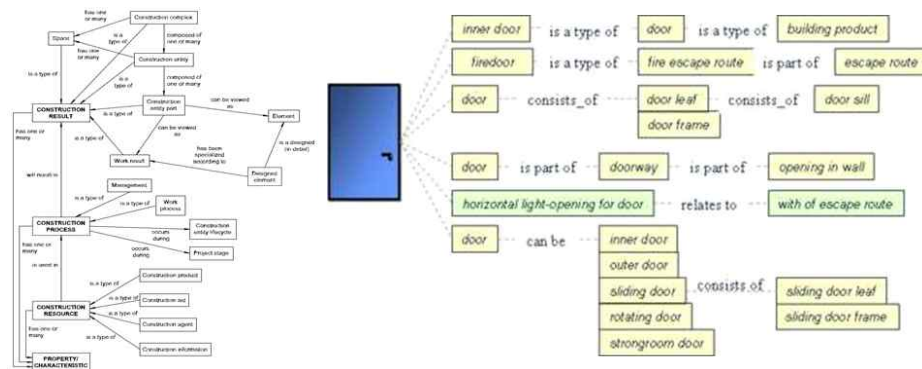 has one
or many
Construction complex
Space
is a
type of
composed of
one or many
has one
or many
Construction entity
is a type of
is a
type of
composed of
one of many
CONSTRUCTION
RESULT
is a type of
Construction
entity part
can be viewed
as
Element
has one or
many
is a type of
can be viewed
as
Work result
has been
specialized
according to
is a designed
(in detail)
Designed
element
will result in
Management
is a type of
is a type of
Work
process
CONSTRUCTION
PROCESS
occurs
during
Construction
entity lifecycle
has one or
many
occurs
during
Project stage
is used in
Construction product
is a type of
CONSTRUCTION
RESOURCE
is a type of
Construction aid
is a type of
Construction agent
has one or
many
is a type of
Construction information
PROPERTY/
CHARACTERISTIC
inner door is a type of door is a type of building product
firedoor is a type of fire escape route is part of escape route
door consists_of door leaf consists_of door sill
door frame
door is part of doorway is part of opening in wall
horizontal light-opening for door relates to with of escape route
door can be inner door
outer door
sliding door consists of sliding door leaf
rotating door sliding door frame
strongroom door